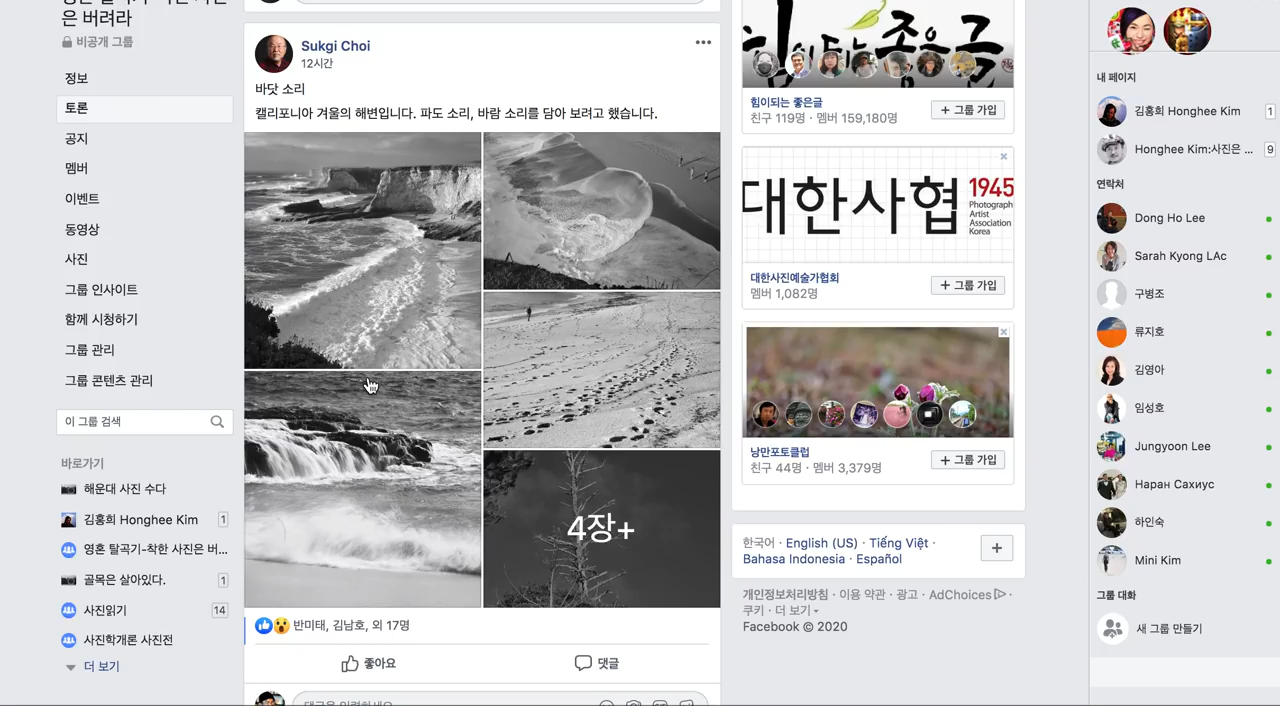 은 버려라
비공개 그룹
정보
토론
공지
멤버
이벤트
동영상
사진
그룹 인사이트
함께 시청하기
그룹 관리
그룹 콘텐츠 관리
이 그룹 검색
바로가기
해운대 사진 수다
김홍희 Honghee Kim 1
영혼 탈곡기-착한 사진은 버...
골목은 살아있다. 1
사진읽기 14
사진학개론 사진전
더 보기
Sukgi Choi
12시간
바닷 소리
캘리포니아 겨울의 해변입니다. 파도 소리, 바람 소리를 담아 보려고 했습니다.
4장+
반미태, 김남호, 외 17명
좋아요
댓글
힘이되는 좋은글
힘이되는 좋은글
친구 119명 · 멤버 159,180명
+ 그룹 가입
대한사협
1945
Photograph
Artist
Association
Korea
대한사진예술가협회
멤버 1,082명
+ 그룹 가입
낭만포토클럽
친구 44명 · 멤버 3,379명
+ 그룹 가입
한국어 · English (US) · Tiếng Việt ·
Bahasa Indonesia · Español
개인정보처리방침 · 이용 약관 · 광고 · AdChoices ·
쿠키 · 더 보기
Facebook © 2020
내 페이지
김홍희 Honghee Kim 1
Honghee Kim:사진은 ... 9
연락처
Dong Ho Lee
Sarah Kyong LAc
구병조
류지호
김영아
임성호
Jungyoon Lee
Наран Сахиус
하인숙
Mini Kim
그룹 대화
새 그룹 만들기